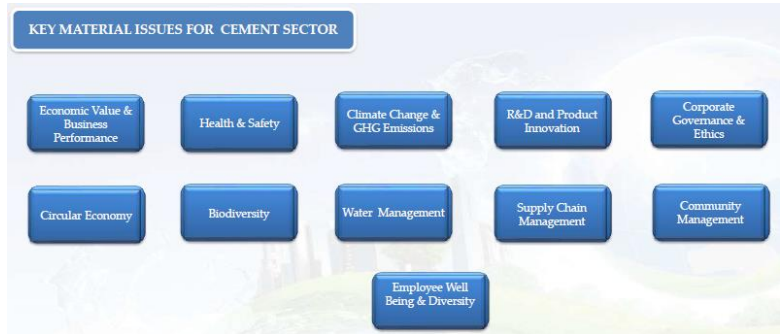 KEY MATERIAL ISSUES FOR CEMENT SECTOR
Economic Value &
Business
Performance
Health & Safety
Climate Change &
GHG Emissions
R&D and Product
Innovation
Corporate
Governance &
Ethics
Circular Economy
Biodiversity
Water Management
Supply Chain
Management
Community
Management
Employee Well
Being & Diversity